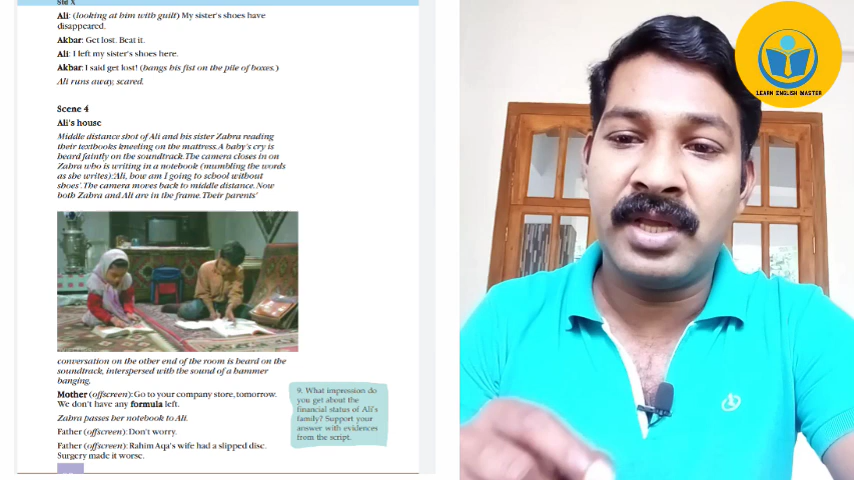 Std X
Ali: (looking at him with guilt) My sister's shoes have
disappeared.
Akbar: Get lost. Beat it.
Ali: I left my sister's shoes here.
Akbar: I said get lost! (bangs his fist on the pile of boxes.)
Ali runs away, scared.
Scene 4
Ali's house
Middle distance shot of Ali and his sister Zahra reading
their textbooks kneeling on the mattress. A baby's cry is
heard faintly on the soundtrack. The camera closes in on
Zahra who is writing in a notebook (mumbling the words
as she writes):'Ali, how am I going to school without
shoes'. The camera moves back to middle distance. Now
both Zahra and Ali are in the frame. Their parents'
conversation on the other end of the room is heard on the
soundtrack, interspersed with the sound of a hammer
banging.
Mother (offscreen): Go to your company store, tomorrow.
We don't have any formula left.
Zahra passes her notebook to Ali.
Father (offscreen): Don't worry.
Father (offscreen): Rahim Aqa's wife had a slipped disc.
Surgery made it worse.
9. What impression do
you get about the
financial status of Ali's
family? Support your
answer with evidences
from the script.
LEARN ENGLISH MASTER